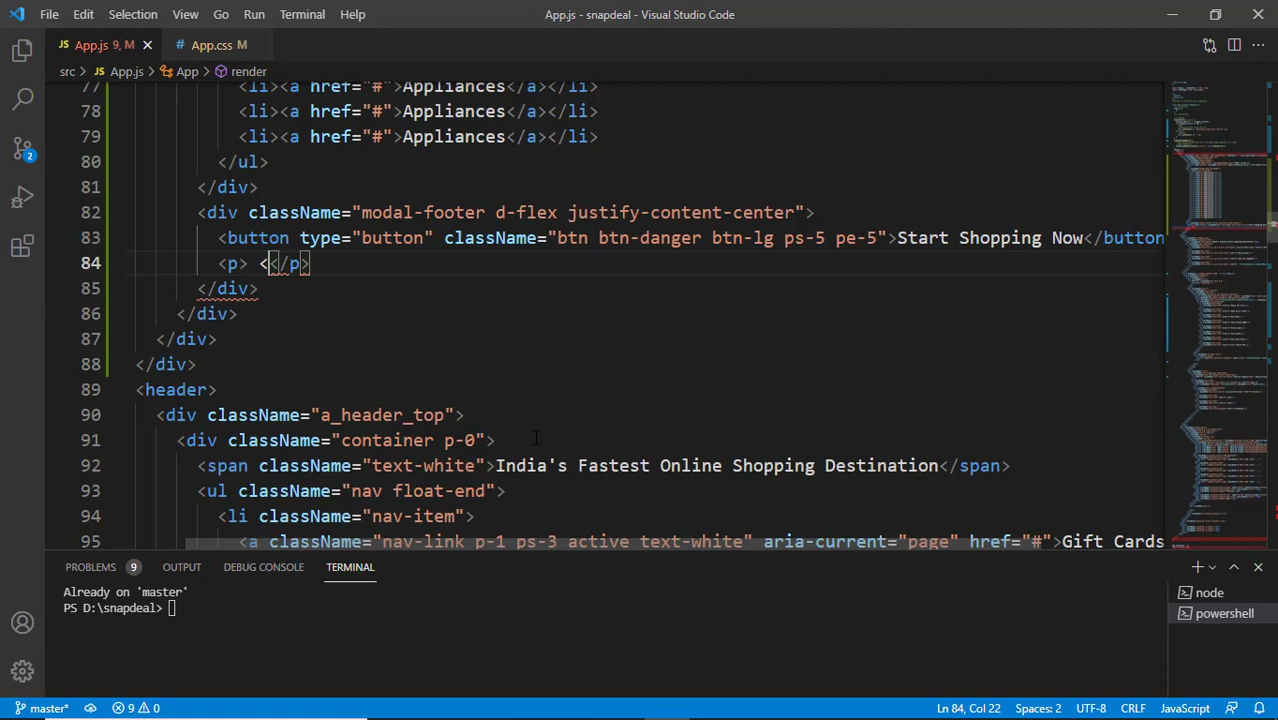 File Edit Selection View Go Run Terminal Help App.js - snapdeal - Visual Studio Code
JS App.js 9, M # App.css M
src > JS App.js > App > render
77 <li><a href="#">Appliances</a></li>
78 <li><a href="#">Appliances</a></li>
79 <li><a href="#">Appliances</a></li>
80 </ul>
81 </div>
82 <div className="modal-footer d-flex justify-content-center">
83 <button type="button" className="btn btn-danger btn-lg ps-5 pe-5">Start Shopping Now</button
84 <p> <</p>
85 </div>
86 </div>
87 </div>
88 </div>
89 <header>
90 <div className="a_header_top">
91 <div className="container p-0">
92 <span className="text-white">India's Fastest Online Shopping Destination</span>
93 <ul className="nav float-end">
94 <li className="nav-item">
95 <a className="nav-link p-1 ps-3 active text-white" aria-current="page" href="#">Gift Cards
2
PROBLEMS 9 OUTPUT DEBUG CONSOLE TERMINAL
Already on 'master'
PS D:\snapdeal>
node
powershell
master* 9 0 Ln 84, Col 22 Spaces: 2 UTF-8 CRLF JavaScript